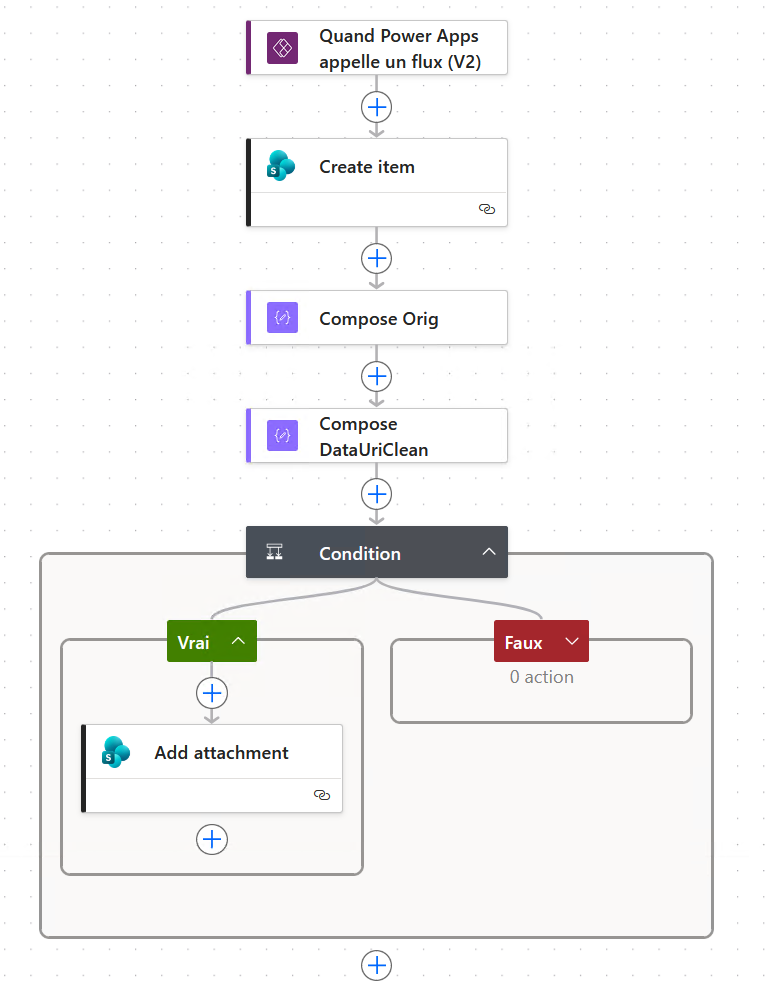 Quand Power Apps
appelle un flux (V2)
Create item
S
Compose Orig
Compose
DataUriClean
Condition
Vrai
Faux
0 action
S
Add attachment